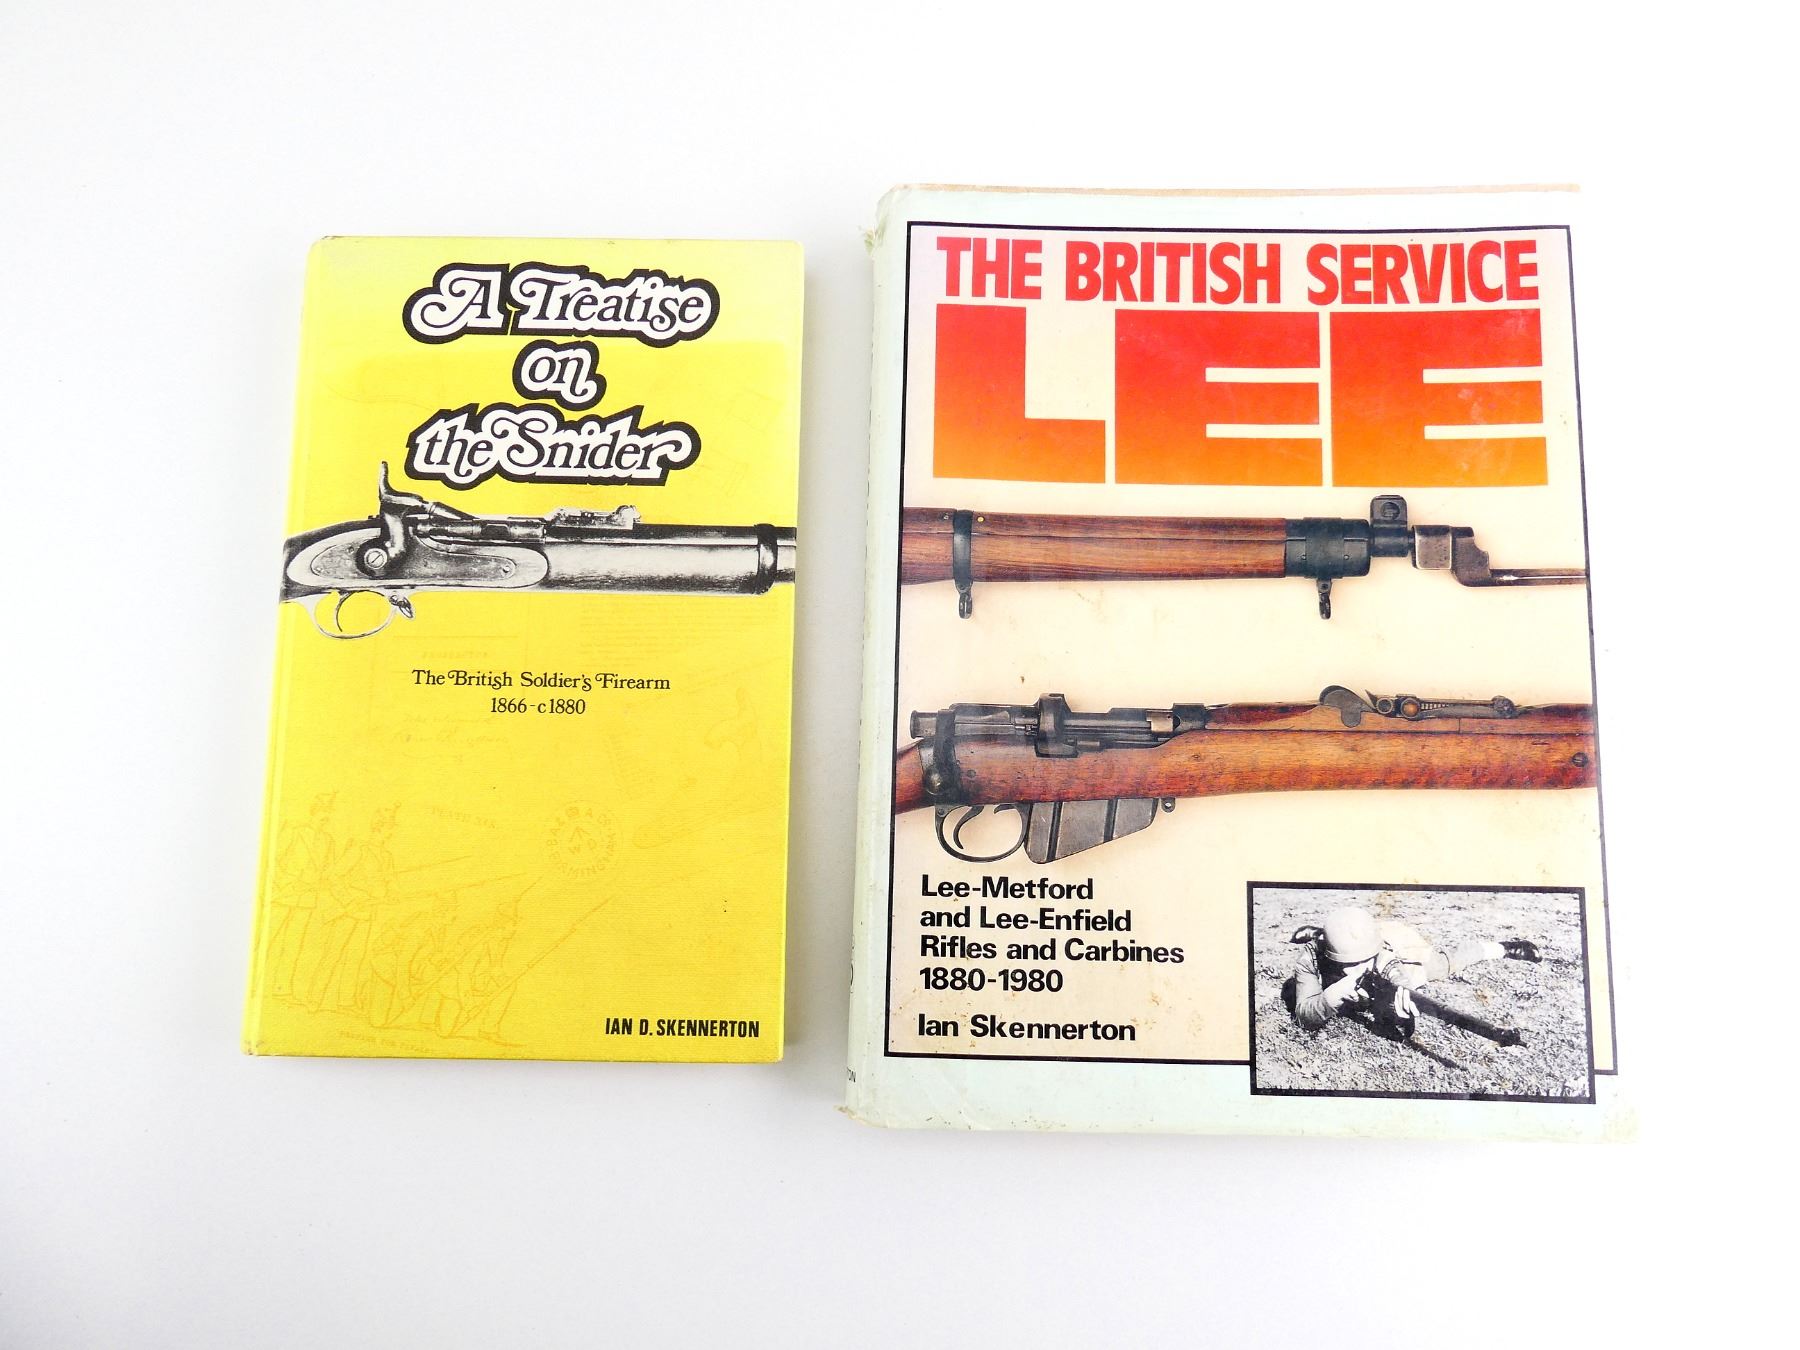 A Treatise
on
the Snider
The British Soldier's Firearm
1866-c1880
IAN D. SKENNERTON
THE BRITISH SERVICE
LEE
Lee-Metford
and Lee-Enfield
Rifles and Carbines
1880-1980
Ian Skennerton